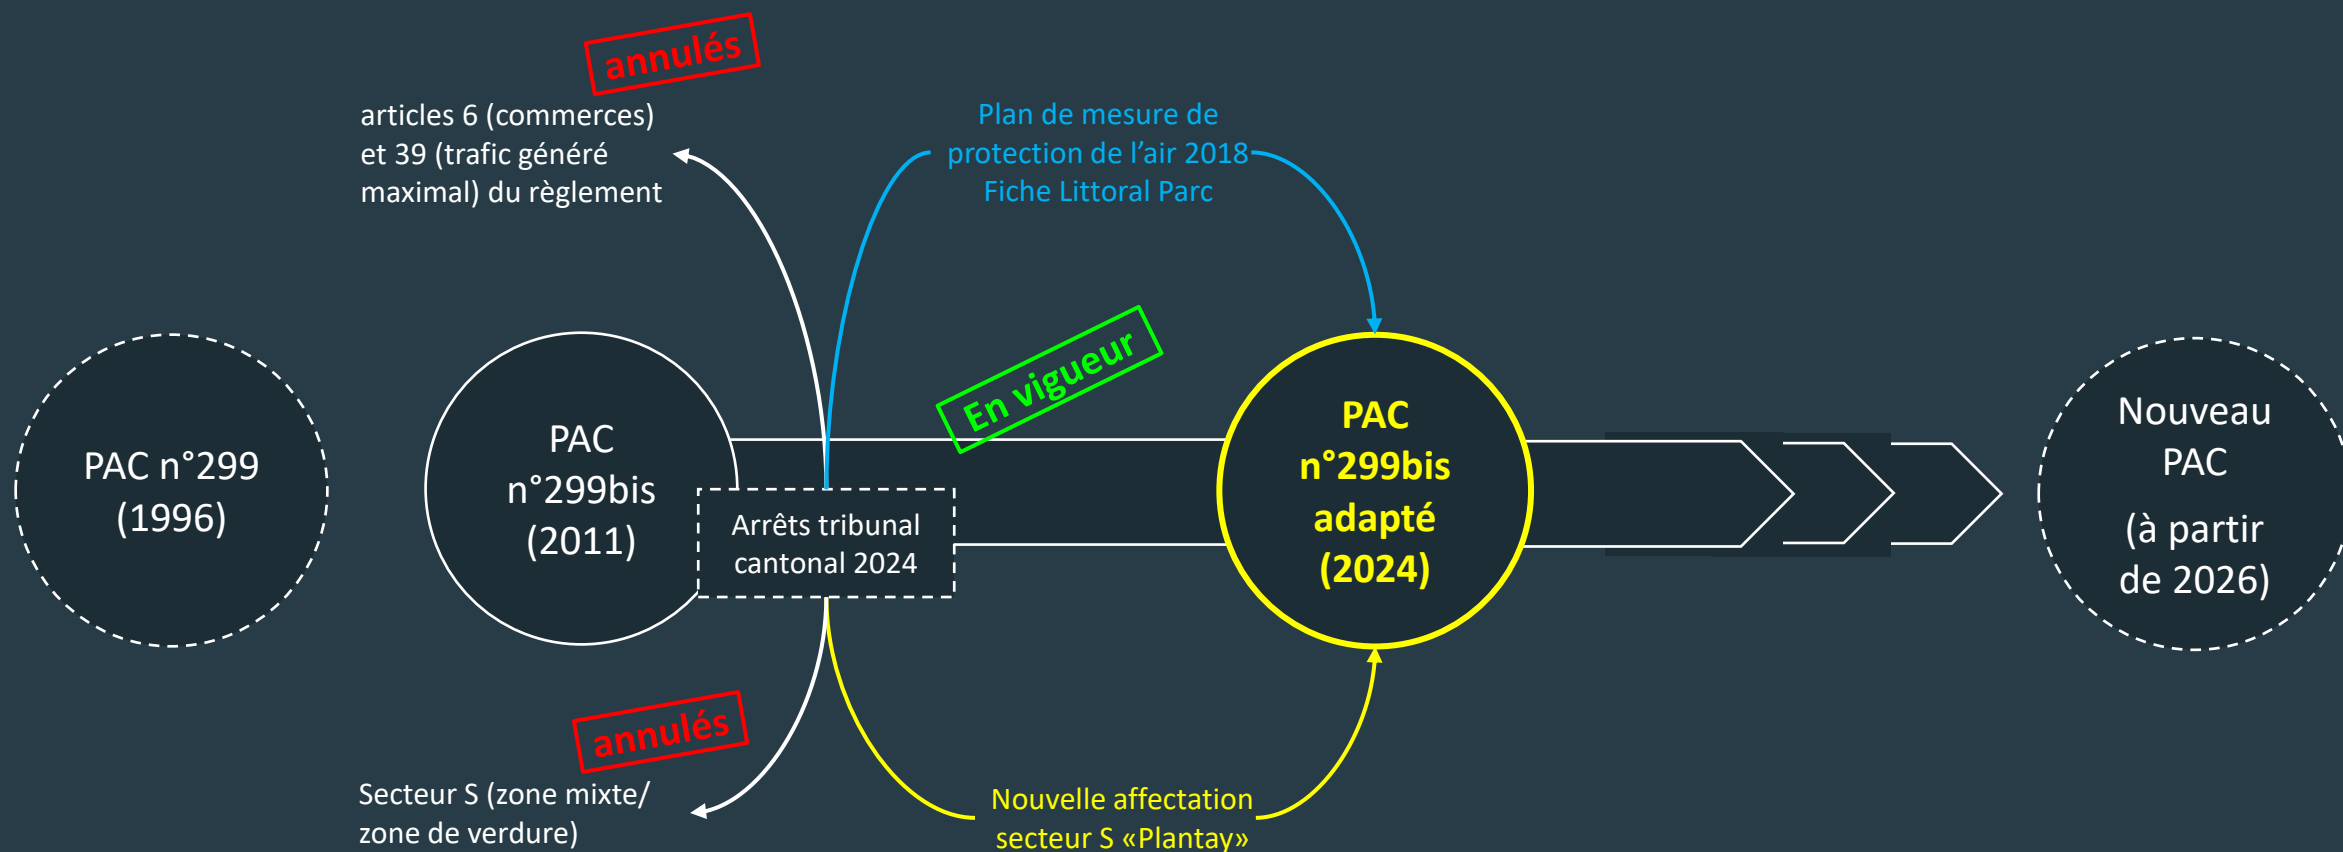 annulés
articles 6 (commerces)
et 39 (trafic généré
maximal) du règlement
Plan de mesure de
protection de l’air 2018
Fiche Littoral Parc
En vigueur
PAC n°299
(1996)
PAC
n°299bis
(2011)
Arrêts tribunal
cantonal 2024
PAC
n°299bis
adapté
(2024)
Nouveau
PAC
(à partir
de 2026)
annulés
Secteur S (zone mixte/
zone de verdure)
Nouvelle affectation
secteur S «Plantay»